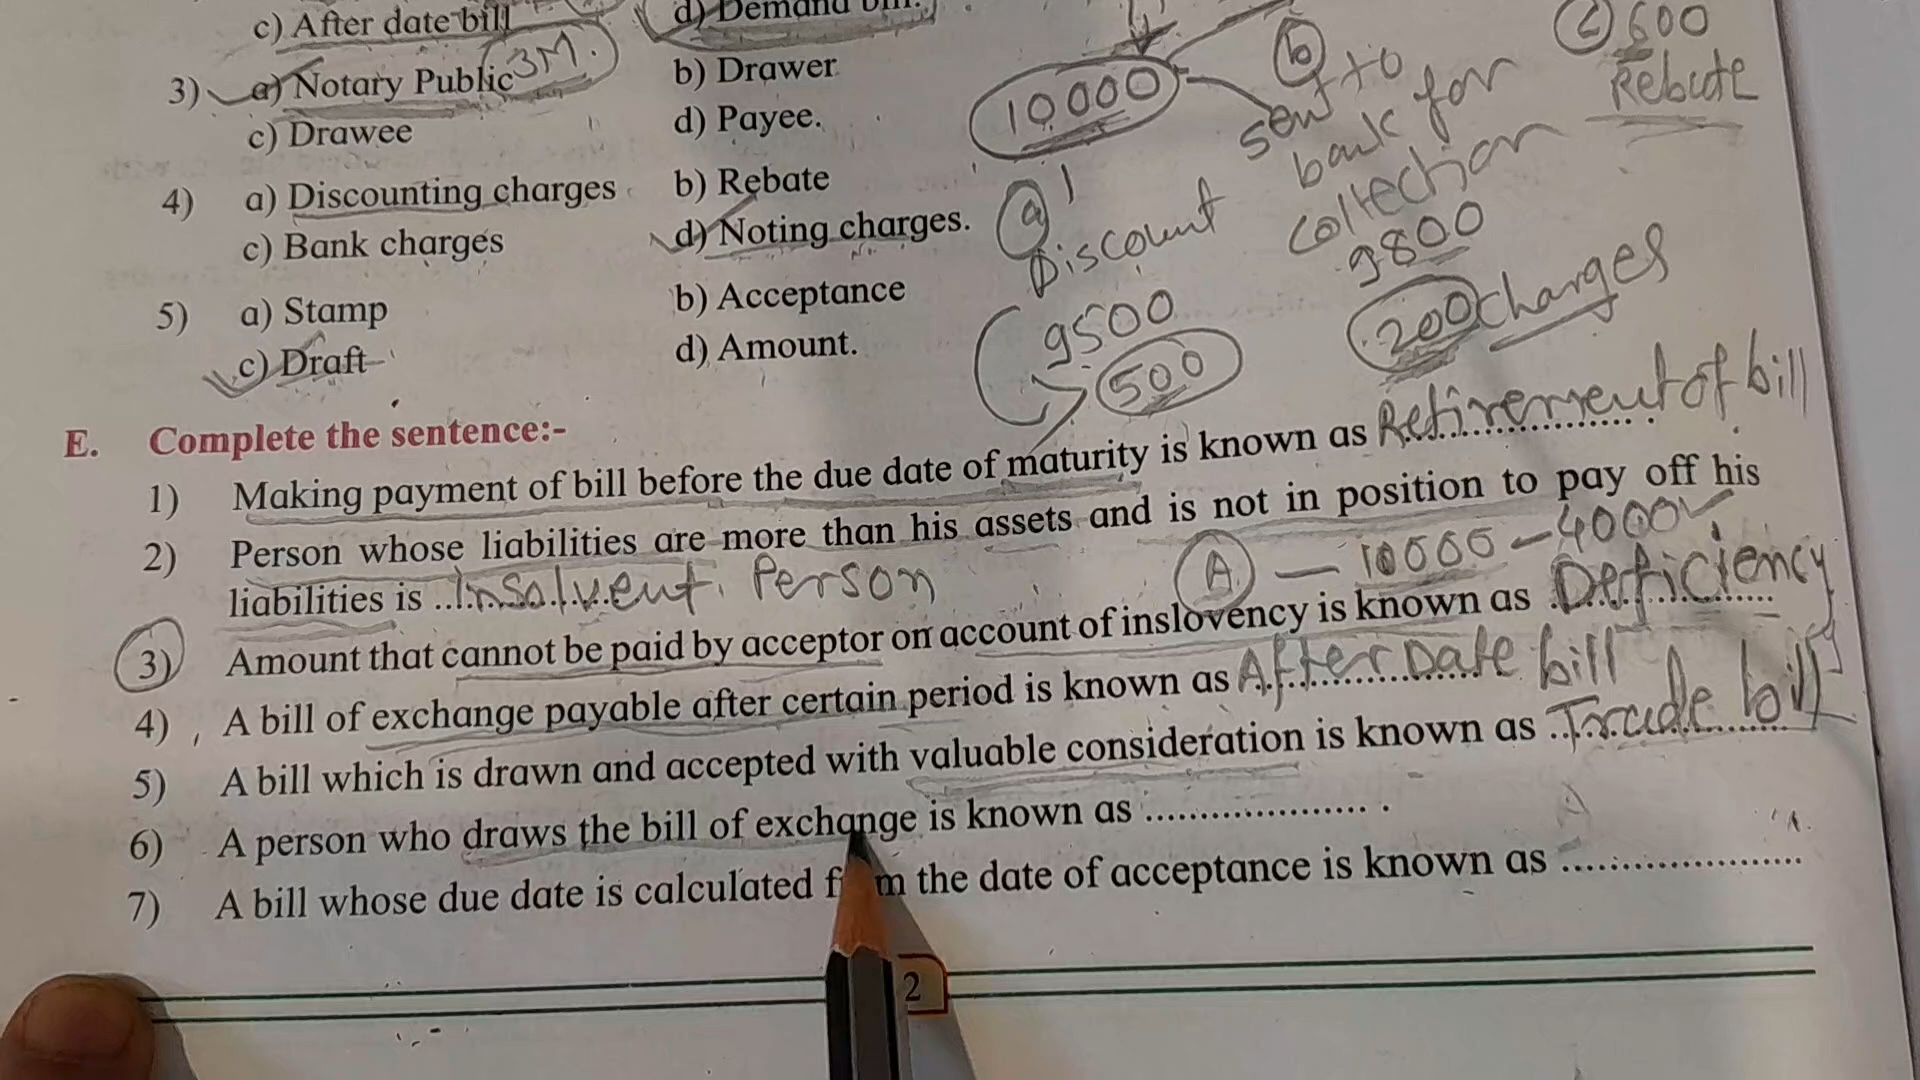 c) After date bill
d) Demand bill.
3M.
3) a) Notary Public
b) Drawer
c) Drawee
d) Payee.
4) a) Discounting charges
b) Rebate
c) Bank charges
d) Noting charges.
5) a) Stamp
b) Acceptance
c) Draft
d) Amount.
10000
a
Discount
9500
500
b
sent to
bank for
collection
9800
200 charges
c 600
Rebate
E. Complete the sentence:-
1) Making payment of bill before the due date of maturity is known as Retirement of bill
2) Person whose liabilities are more than his assets and is not in position to pay off his
liabilities is Insolvent Person
A — 10000 - 4000
3) Amount that cannot be paid by acceptor on account of inslovency is known as Deficiency
4) A bill of exchange payable after certain period is known as After Date bill
5) A bill which is drawn and accepted with valuable consideration is known as Trade bill
6) A person who draws the bill of exchange is known as .................... .
7) A bill whose due date is calculated f m the date of acceptance is known as ......................
2